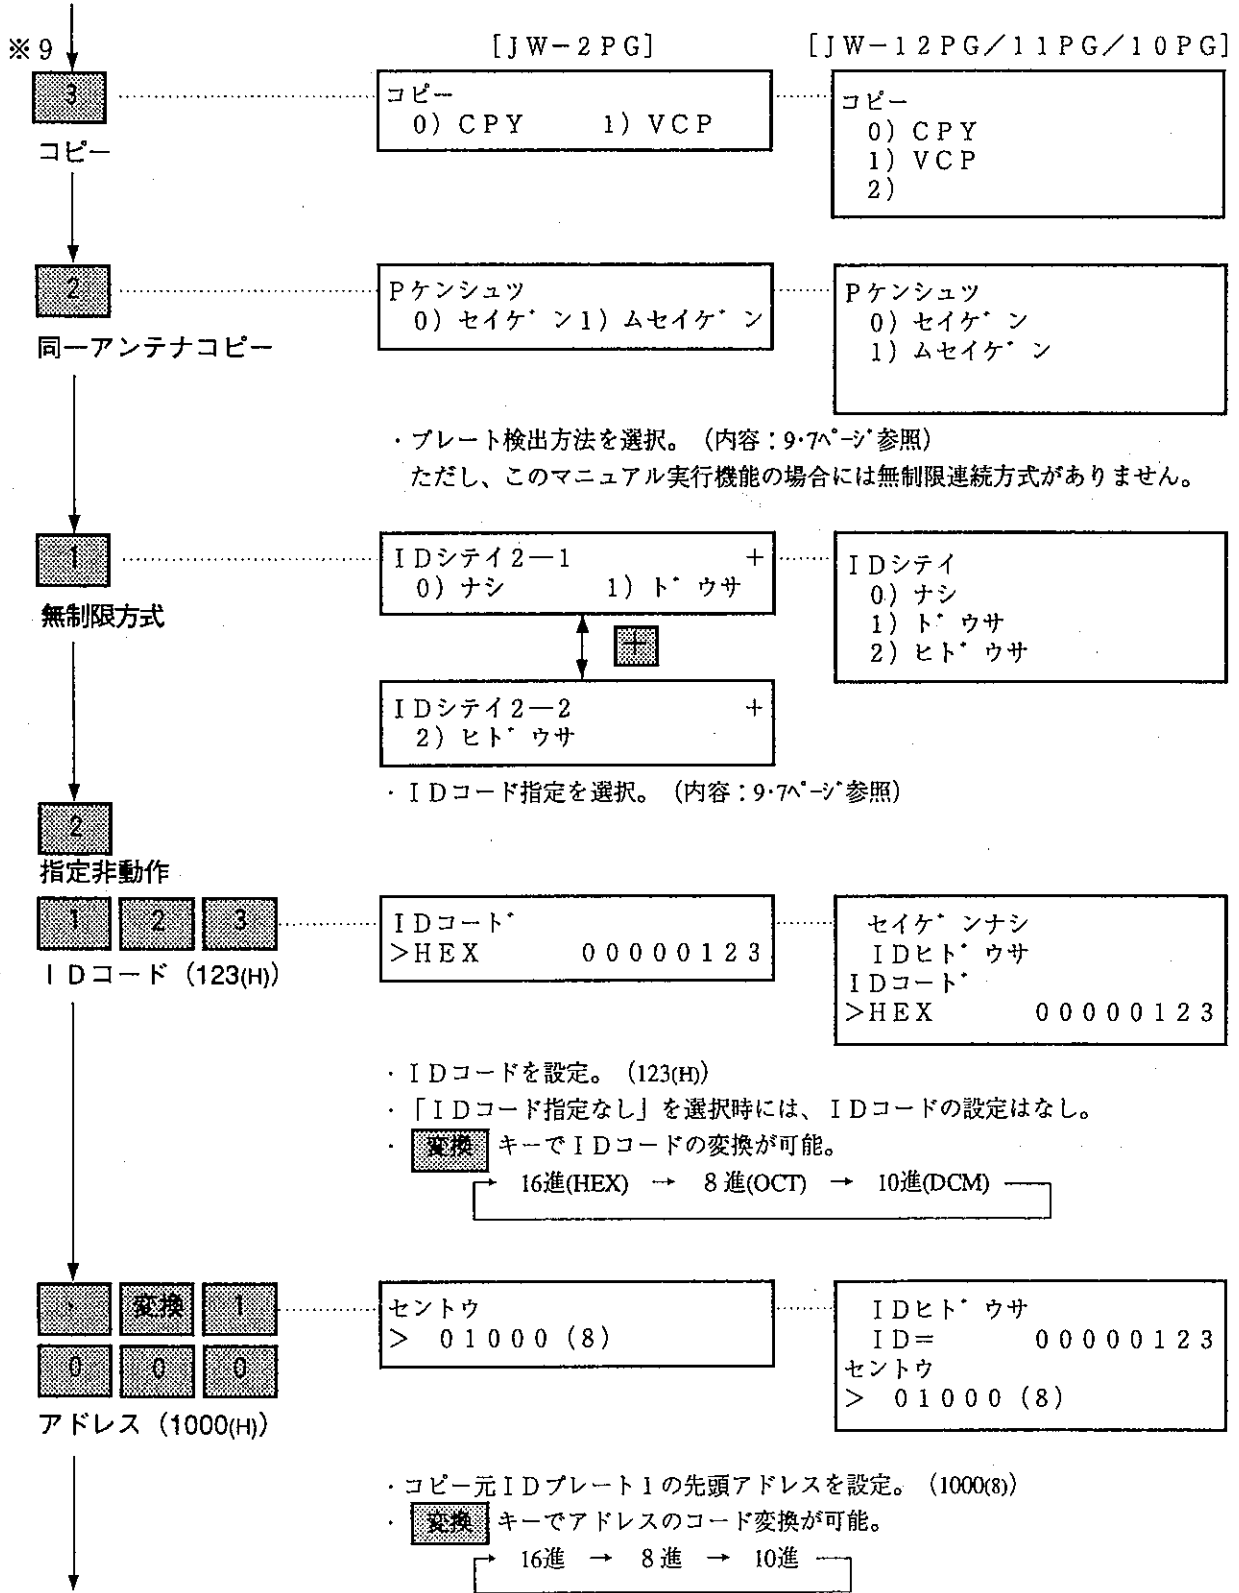 ※9
[JW-2PG]
[JW-12PG/11PG/10PG]
3
コピー
コピー
0) CPY 1) VCP
コピー
0) CPY
1) VCP
2)
2
同一アンテナコピー
Pケンシュツ
0) セイケ゛ン1) ムセイケ゛ン
Pケンシュツ
0) セイケ゛ン
1) ムセイケ゛ン
・プレート検出方法を選択。(内容:9・7ページ参照)
ただし、このマニュアル実行機能の場合には無制限連続方式がありません。
1
無制限方式
IDシテイ2-1 +
0) ナシ 1) ト゛ウサ
+
IDシテイ2-2 +
2) ヒト゛ウサ
IDシテイ
0) ナシ
1) ト゛ウサ
2) ヒト゛ウサ
・IDコード指定を選択。(内容:9・7ページ参照)
2
指定非動作
1 2 3
IDコード (123(H))
IDコート゛
>HEX 00000123
セイケ゛ンナシ
IDヒト゛ウサ
IDコート゛
>HEX 00000123
・IDコードを設定。(123(H))
・「IDコード指定なし」を選択時には、IDコードの設定はなし。
・変換 キーでIDコードの変換が可能。
16進(HEX) → 8進(OCT) → 10進(DCM)
変換 1
0 0 0
アドレス (1000(H))
セントウ
> 01000(8)
IDヒト゛ウサ
ID= 00000123
セントウ
> 01000(8)
・コピー元IDプレート1の先頭アドレスを設定。(1000(8))
・変換 キーでアドレスのコード変換が可能。
16進 → 8進 → 10進